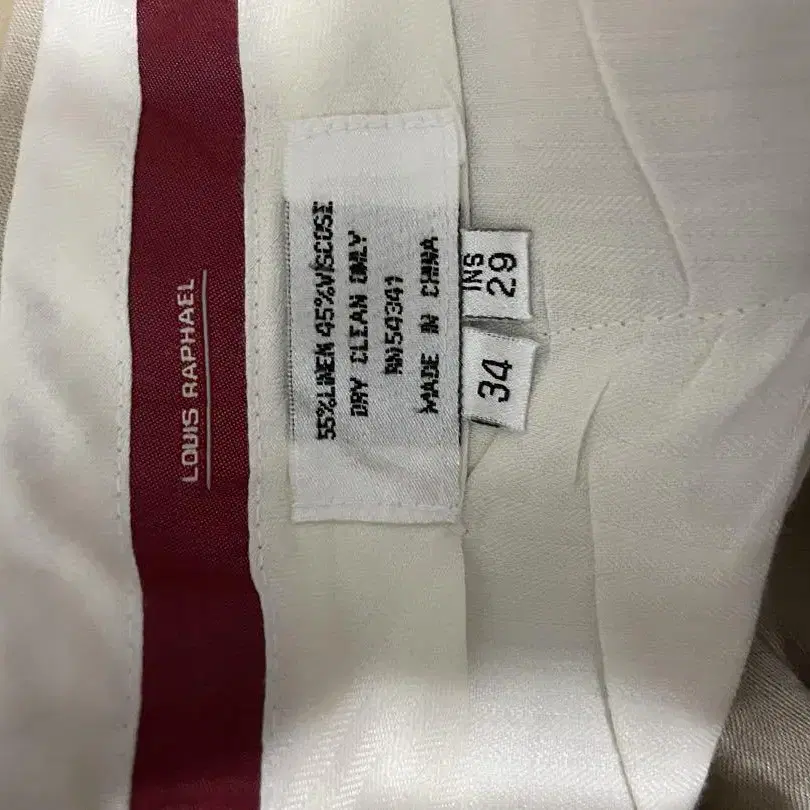 LOUIS RAPHAEL
55%LINEN 45%VISCOSE
DRY CLEAN ONLY
RN54341
MADE IN CHINA
INS
29
34